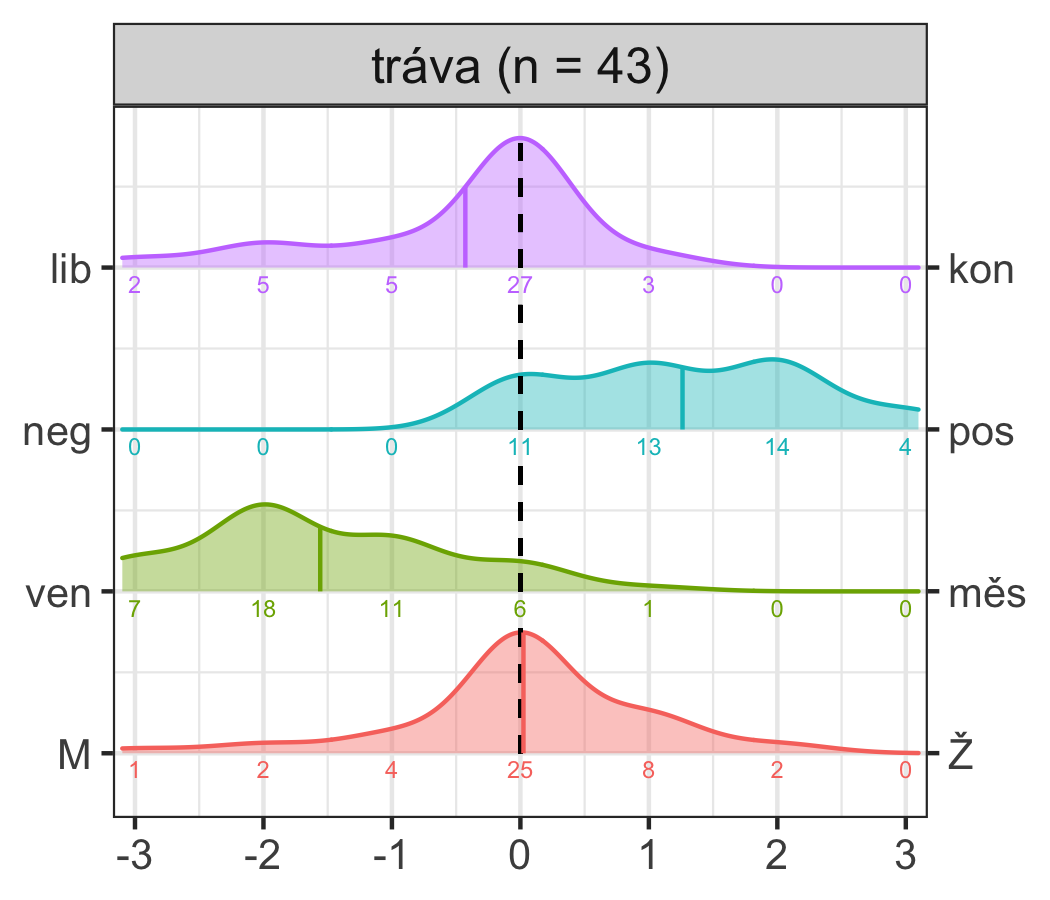 tráva (n = 43)
lib kon
2 5 5 27 3 0 0
neg pos
0 0 0 11 13 14 4
ven měs
7 18 11 6 1 0 0
M Ž
1 2 4 25 8 2 0
-3 -2 -1 0 1 2 3